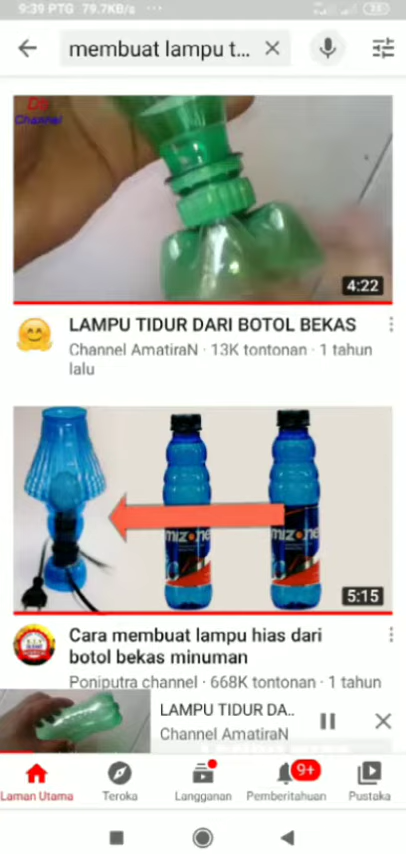 9:39 PTG 79.7KB/s ...
membuat lampu t...
Channel
4:22
LAMPU TIDUR DARI BOTOL BEKAS
Channel AmatiraN · 13K tontonan · 1 tahun
lalu
mizone
mizone
5:15
Cara membuat lampu hias dari
botol bekas minuman
Poniputra channel · 668K tontonan · 1 tahun
LAMPU TIDUR DA..
Channel AmatiraN
9+
Laman Utama
Teroka
Langganan
Pemberitahuan
Pustaka